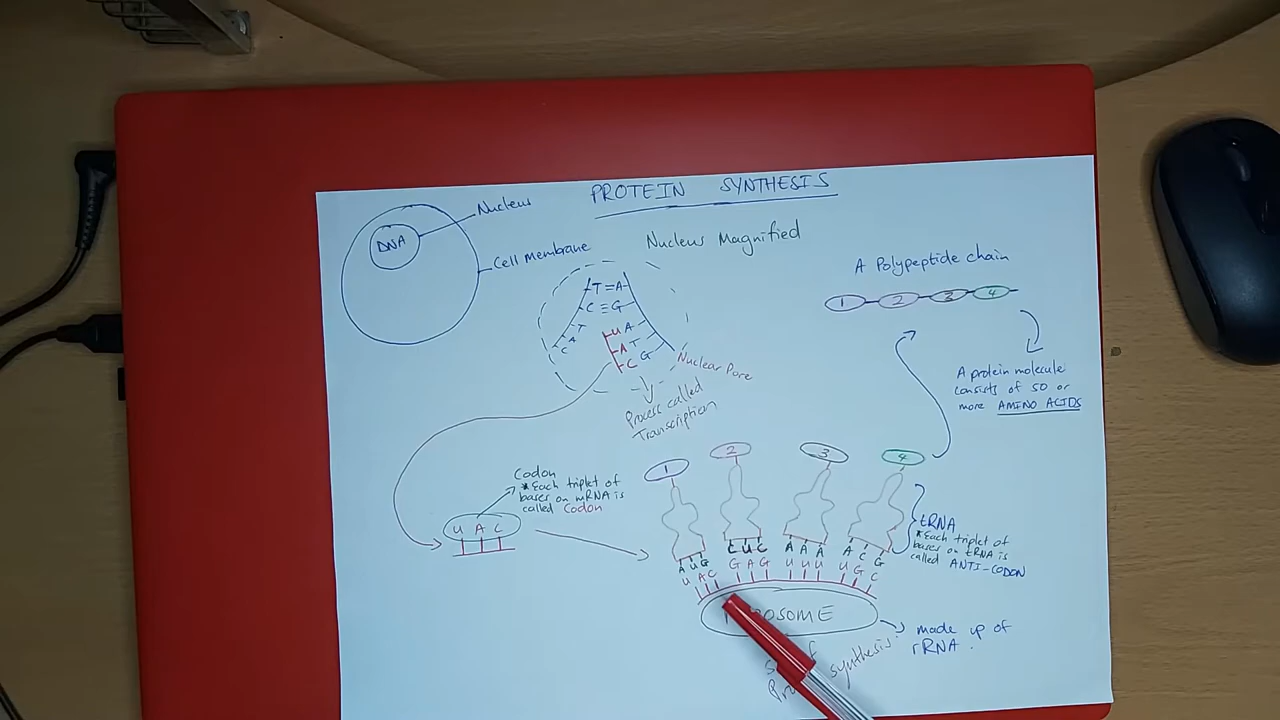 PROTEIN SYNTHESIS
Nucleus
DNA
Cell membrane
Nucleus Magnified
T=A
C≡G
T
A
C
U A
A T
C G
Nuclear Pore
Process called
Transcription
A Polypeptide chain
1 2 3 4
A protein molecule
consists of 50 or
more AMINO ACIDS
Codon
*Each triplet of
bases on mRNA is
called Codon
U A C
1 2 3 4
tRNA
*Each triplet of
bases on tRNA is
called ANTI-CODON
A U G C U C A A A A C G
U A C G A G U U U U G C
made up of
rRNA.
synthesis